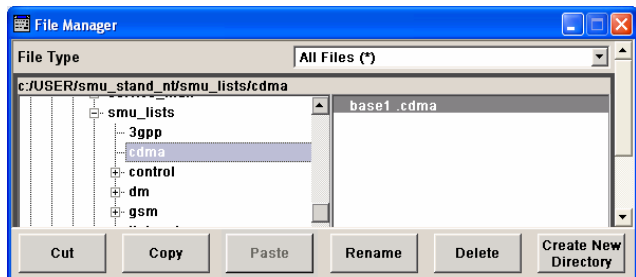 File Manager
File Type
All Files (*)
c:/USER/smu_stand_nt/smu_lists/cdma
smu_lists
3gpp
cdma
control
dm
gsm
base1 .cdma
Cut
Copy
Paste
Rename
Delete
Create New
Directory